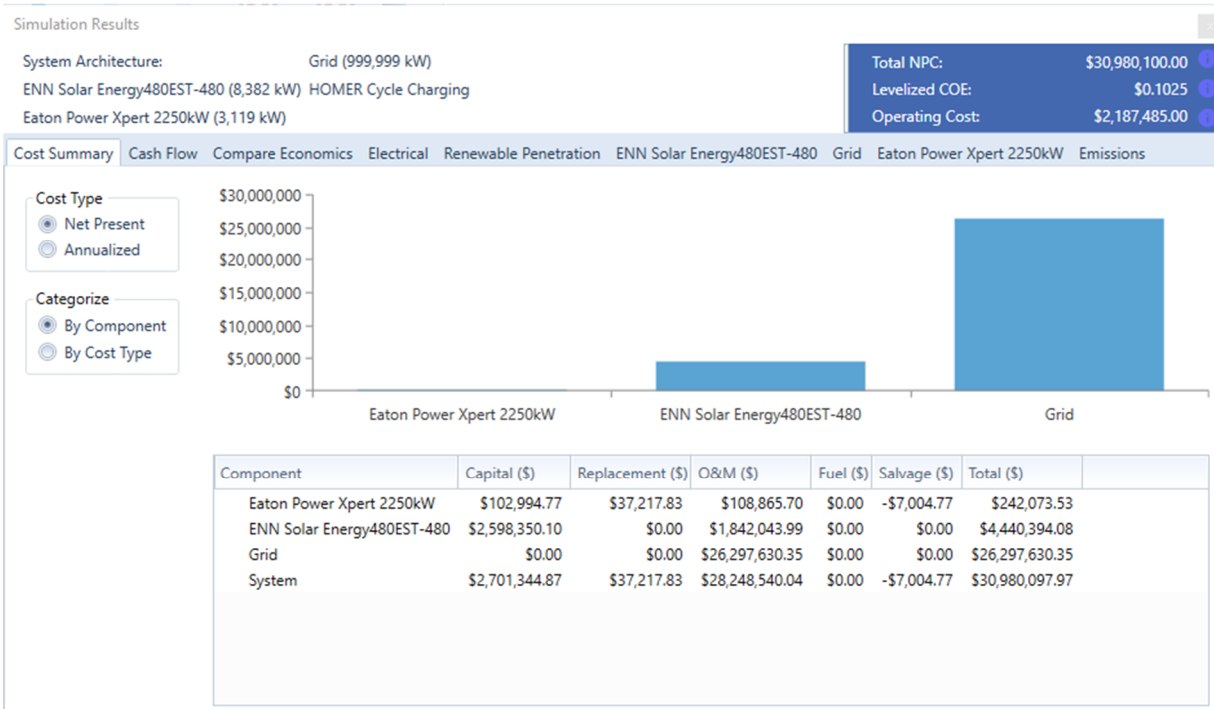 Simulation Results
System Architecture: Grid (999,999 kW)
ENN Solar Energy480EST-480 (8,382 kW) HOMER Cycle Charging
Eaton Power Xpert 2250kW (3,119 kW)
Total NPC: $30,980,100.00
Levelized COE: $0.1025
Operating Cost: $2,187,485.00
Cost Summary Cash Flow Compare Economics Electrical Renewable Penetration ENN Solar Energy480EST-480 Grid Eaton Power Xpert 2250kW Emissions
Cost Type
Net Present
Annualized
Categorize
By Component
By Cost Type
$30,000,000
$25,000,000
$20,000,000
$15,000,000
$10,000,000
$5,000,000
$0
Eaton Power Xpert 2250kW ENN Solar Energy480EST-480 Grid
Component Capital ($) Replacement ($) O&M ($) Fuel ($) Salvage ($) Total ($)
Eaton Power Xpert 2250kW $102,994.77 $37,217.83 $108,865.70 $0.00 -$7,004.77 $242,073.53
ENN Solar Energy480EST-480 $2,598,350.10 $0.00 $1,842,043.99 $0.00 $0.00 $4,440,394.08
Grid $0.00 $0.00 $26,297,630.35 $0.00 $0.00 $26,297,630.35
System $2,701,344.87 $37,217.83 $28,248,540.04 $0.00 -$7,004.77 $30,980,097.97